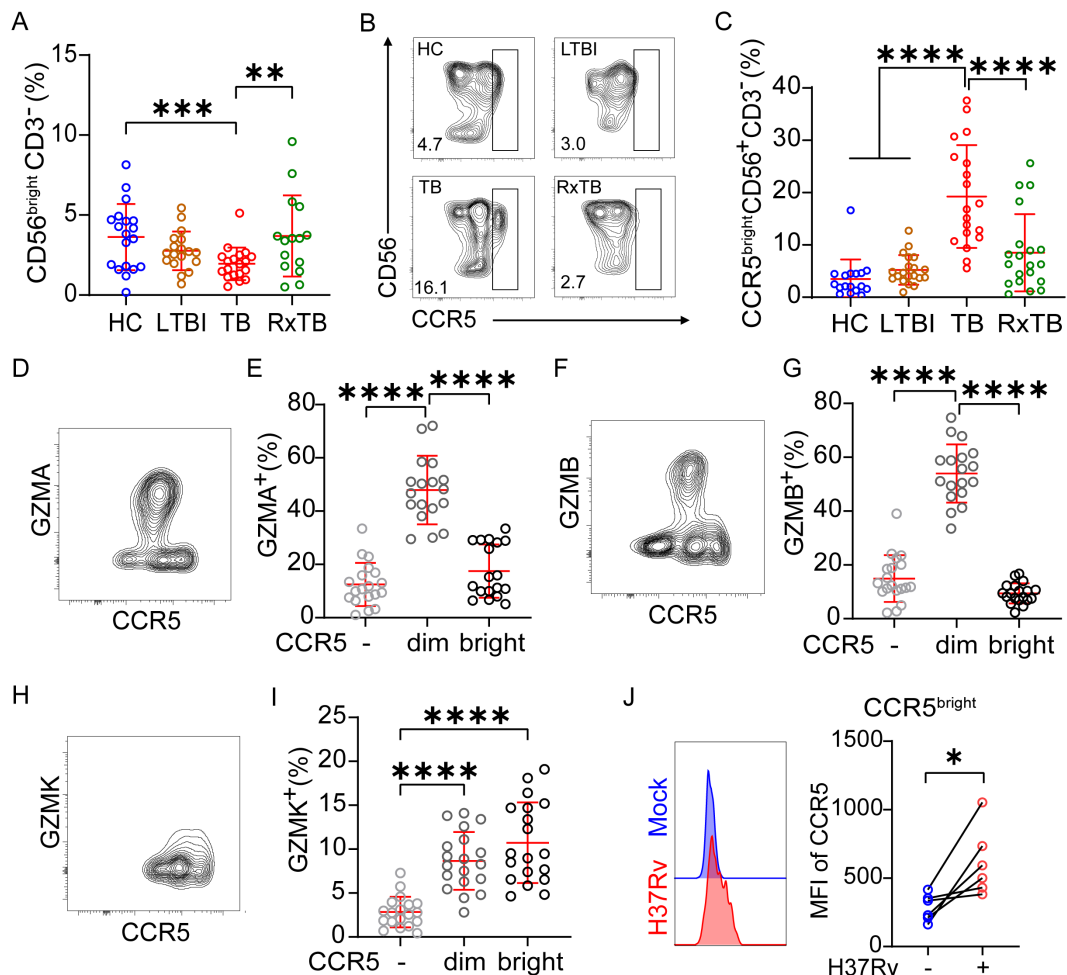 A
CD56bright CD3- (%)
15
10
5
0
***
**
HC LTBI TB RxTB
B
CD56
HC
4.7
LTBI
3.0
TB
16.1
RxTB
2.7
CCR5
C
CCR5brightCD56+CD3- (%)
40
30
20
10
0
****
****
HC LTBI TB RxTB
D
GZMA
CCR5
E
GZMA+(%)
80
60
40
20
0
****
****
CCR5 - dim bright
F
GZMB
CCR5
G
GZMB+(%)
80
60
40
20
0
****
****
CCR5 - dim bright
H
GZMK
CCR5
I
GZMK+(%)
25
20
15
10
5
0
****
****
CCR5 - dim bright
J
H37Rv Mock
CCR5bright
MFI of CCR5
1500
1000
500
0
*
H37Rv - +